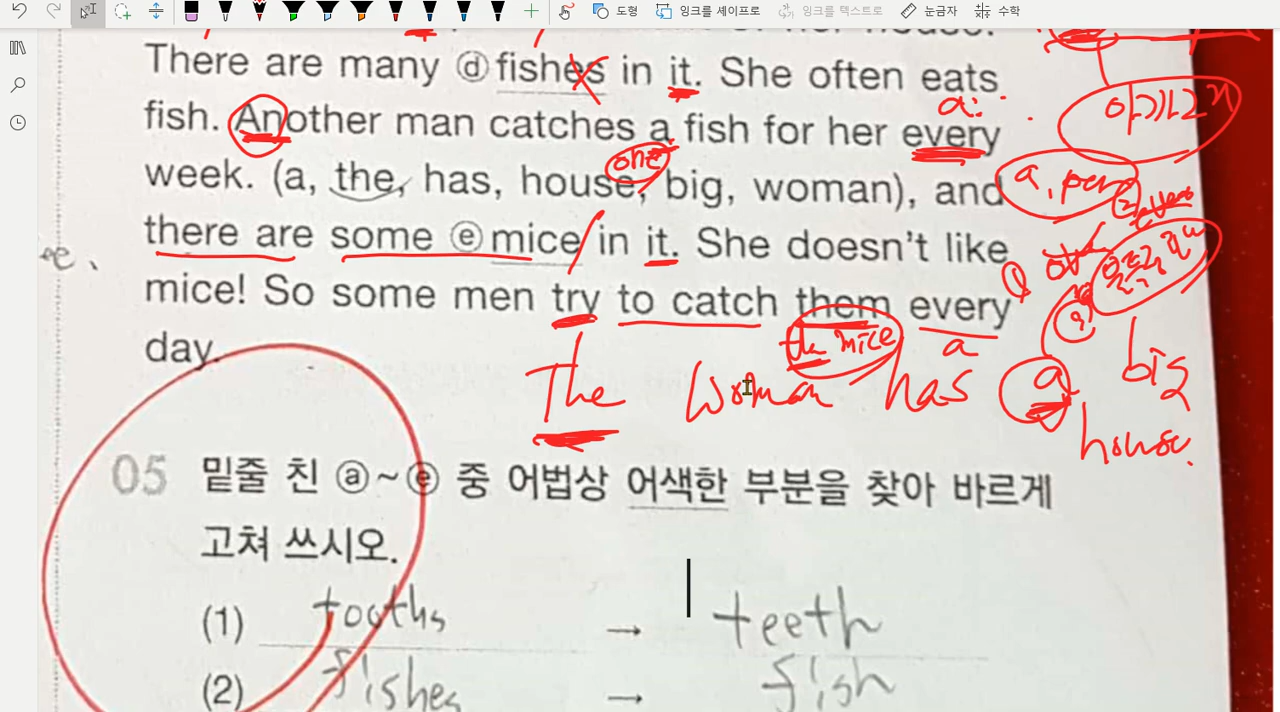 도형
잉크를 셰이프로
잉크를 텍스트로
눈금자
수학
There are many ⓓ fishes in it. She often eats
fish. Another man catches a fish for her every
a:
one
week. (a, the, has, house, big, woman), and
there are some ⓔ mice in it. She doesn't like
mice! So some men try to catch them every
the mice
a
day.
The Woman has a big
house.
05 밑줄 친 ⓐ~ⓔ 중 어법상 어색한 부분을 찾아 바르게
고쳐 쓰시오.
(1) tooths → teeth
(2) fishes → fish